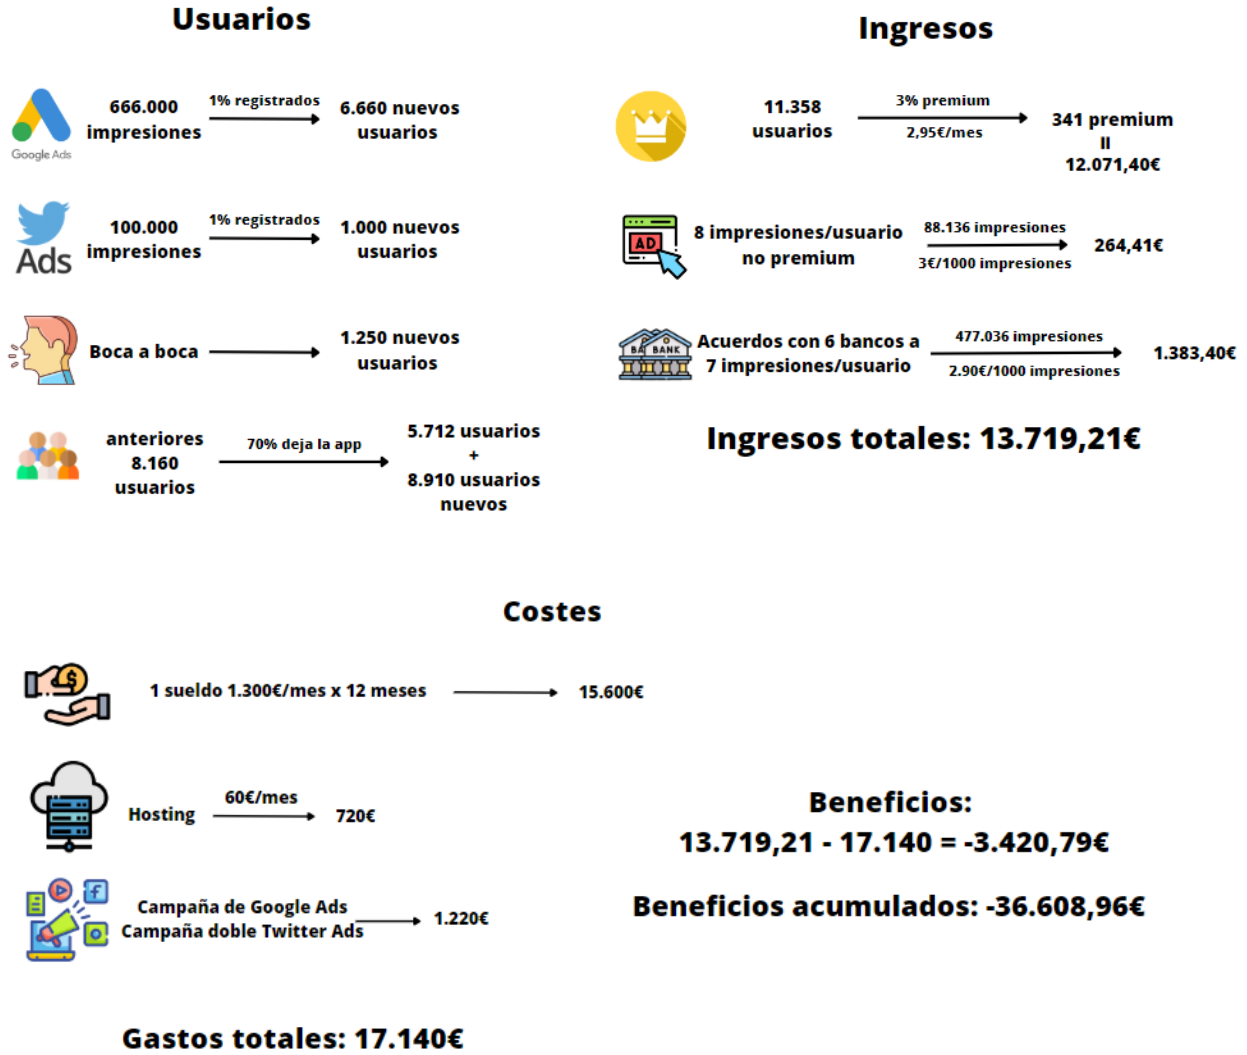 Usuarios
Google Ads
666.000
impresiones
1% registrados
6.660 nuevos
usuarios
Ads
100.000
impresiones
1% registrados
1.000 nuevos
usuarios
Boca a boca
1.250 nuevos
usuarios
anteriores
8.160
usuarios
70% deja la app
5.712 usuarios
+
8.910 usuarios
nuevos
Ingresos
11.358
usuarios
3% premium
2,95€/mes
341 premium
II
12.071,40€
AD
8 impresiones/usuario
no premium
88.136 impresiones
3€/1000 impresiones
264,41€
BA BANK
Acuerdos con 6 bancos a
7 impresiones/usuario
477.036 impresiones
2.90€/1000 impresiones
1.383,40€
Ingresos totales: 13.719,21€
Costes
$
1 sueldo 1.300€/mes x 12 meses
15.600€
Hosting
60€/mes
720€
f
Campaña de Google Ads
Campaña doble Twitter Ads
1.220€
Gastos totales: 17.140€
Beneficios:
13.719,21 - 17.140 = -3.420,79€
Beneficios acumulados: -36.608,96€